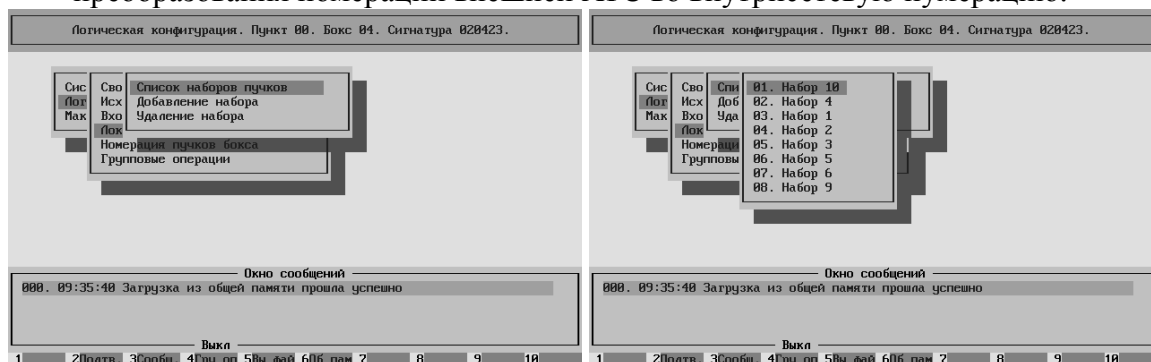 преобразования номерации внешней АТС во внутрисетевую нумерацию.
Логическая конфигурация. Пункт 00. Бокс 04. Сигнатура 020423.
Сис
Лог
Мак
Сво
Исх
Вхо
Лок
Номерация пучков бокса
Групповые операции
Список наборов пучков
Добавление набора
Удаление набора
Окно сообщений
000. 09:35:40 Загрузка из общей памяти прошла успешно
Выкл
1 2Подтв. 3Сообщ. 4Гру оп 5Вы фай 6Об пам 7 8 9 10
Логическая конфигурация. Пункт 00. Бокс 04. Сигнатура 020423.
Сис
Лог
Мак
Сво
Исх
Вхо
Лок
Номераци
Групповы
Спи
Доб
Уда
01. Набор 10
02. Набор 4
03. Набор 1
04. Набор 2
05. Набор 3
06. Набор 5
07. Набор 6
08. Набор 9
Окно сообщений
000. 09:35:40 Загрузка из общей памяти прошла успешно
Выкл
1 2Подтв. 3Сообщ. 4Гру оп 5Вы фай 6Об пам 7 8 9 10